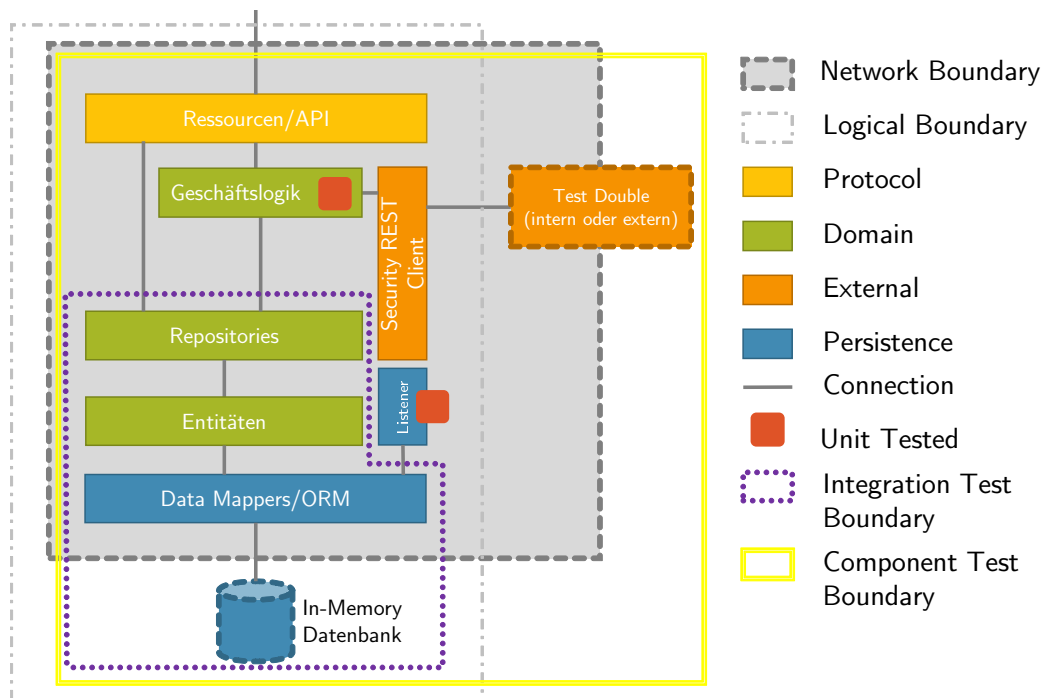 Ressourcen/API
Geschäftslogik
Security REST
Client
Test Double
(intern oder extern)
Repositories
Listener
Entitäten
Data Mappers/ORM
In-Memory
Datenbank
Network Boundary
Logical Boundary
Protocol
Domain
External
Persistence
Connection
Unit Tested
Integration Test
Boundary
Component Test
Boundary